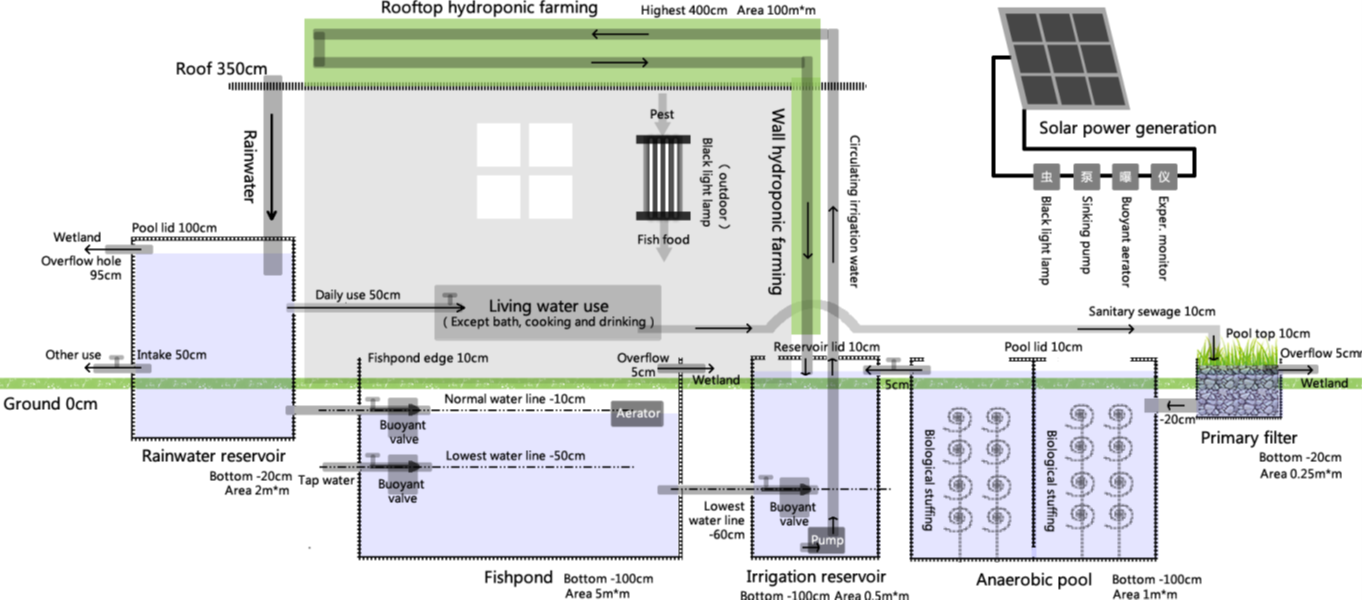 Rooftop hydroponic farming
Highest 400cm Area 100m*m
Roof 350cm
Rainwater
Pest
Black light lamp
( outdoor )
Fish food
Wall hydroponic farming
Circulating irrigation water
Solar power generation
虫 泵 曝 仪
Black light lamp
Sinking pump
Buoyant aerator
Exper. monitor
Pool lid 100cm
Wetland
Overflow hole
95cm
Daily use 50cm
Living water use
( Except bath, cooking and drinking )
Sanitary sewage 10cm
Pool top 10cm
Other use
Intake 50cm
Fishpond edge 10cm
Overflow
5cm
Wetland
Reservoir lid 10cm
5cm
Pool lid 10cm
Overflow 5cm
Wetland
Ground 0cm
Normal water line -10cm
Aerator
Buoyant
valve
Lowest water line -50cm
Tap water
Buoyant
valve
Lowest
water line
-60cm
Buoyant
valve
Pump
Biological stuffing
Biological stuffing
-20cm
Primary filter
Bottom -20cm
Area 0.25m*m
Rainwater reservoir
Bottom -20cm
Area 2m*m
Fishpond
Bottom -100cm
Area 5m*m
Irrigation reservoir
Bottom -100cm Area 0.5m*m
Anaerobic pool
Bottom -100cm
Area 1m*m